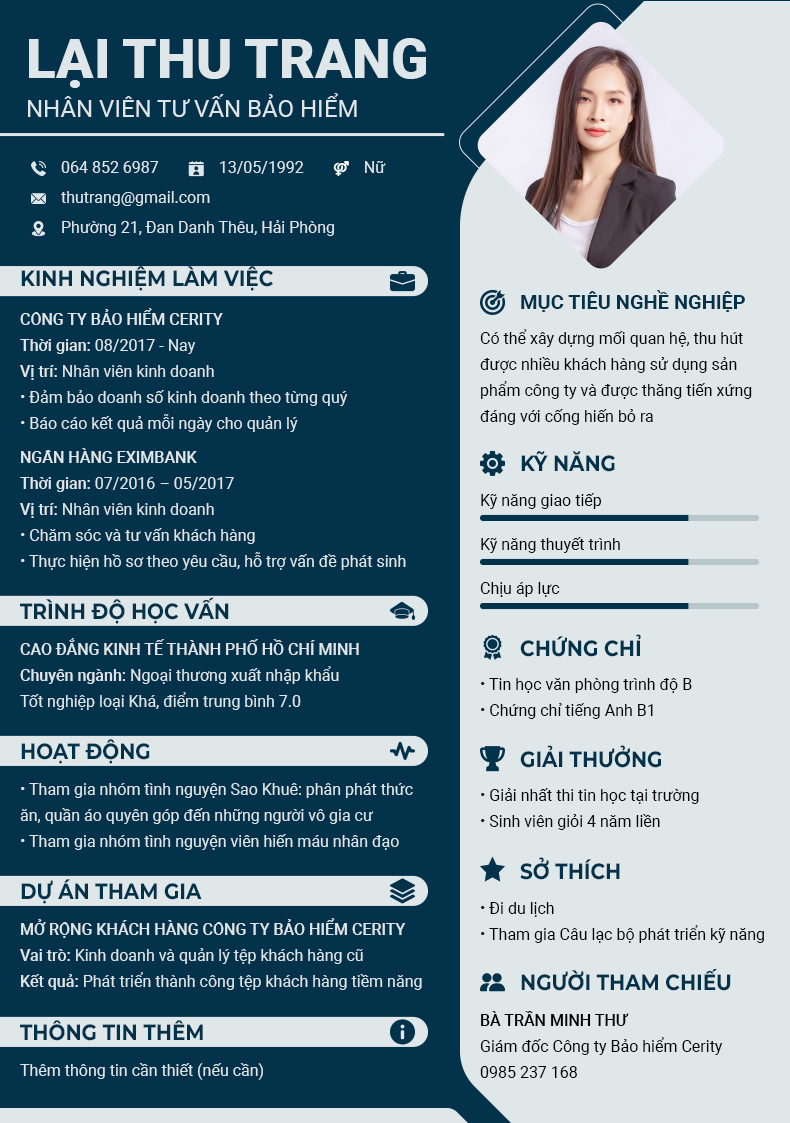 LẠI THU TRANG
NHÂN VIÊN TƯ VẤN BẢO HIỂM
064 852 6987 13/05/1992 Nữ
thutrang@gmail.com
Phường 21, Đan Danh Thêu, Hải Phòng
KINH NGHIỆM LÀM VIỆC
CÔNG TY BẢO HIỂM CERITY
Thời gian: 08/2017 - Nay
Vị trí: Nhân viên kinh doanh
• Đảm bảo doanh số kinh doanh theo từng quý
• Báo cáo kết quả mỗi ngày cho quản lý
NGÂN HÀNG EXIMBANK
Thời gian: 07/2016 – 05/2017
Vị trí: Nhân viên kinh doanh
• Chăm sóc và tư vấn khách hàng
• Thực hiện hồ sơ theo yêu cầu, hỗ trợ vấn đề phát sinh
TRÌNH ĐỘ HỌC VẤN
CAO ĐẲNG KINH TẾ THÀNH PHỐ HỒ CHÍ MINH
Chuyên ngành: Ngoại thương xuất nhập khẩu
Tốt nghiệp loại Khá, điểm trung bình 7.0
HOẠT ĐỘNG
• Tham gia nhóm tình nguyện Sao Khuê: phân phát thức
ăn, quần áo quyên góp đến những người vô gia cư
• Tham gia nhóm tình nguyện viên hiến máu nhân đạo
DỰ ÁN THAM GIA
MỞ RỘNG KHÁCH HÀNG CÔNG TY BẢO HIỂM CERITY
Vai trò: Kinh doanh và quản lý tệp khách hàng cũ
Kết quả: Phát triển thành công tệp khách hàng tiềm năng
THÔNG TIN THÊM
Thêm thông tin cần thiết (nếu cần)
MỤC TIÊU NGHỀ NGHIỆP
Có thể xây dựng mối quan hệ, thu hút
được nhiều khách hàng sử dụng sản
phẩm công ty và được thăng tiến xứng
đáng với cống hiến bỏ ra
KỸ NĂNG
Kỹ năng giao tiếp
Kỹ năng thuyết trình
Chịu áp lực
CHỨNG CHỈ
• Tin học văn phòng trình độ B
• Chứng chỉ tiếng Anh B1
GIẢI THƯỞNG
• Giải nhất thi tin học tại trường
• Sinh viên giỏi 4 năm liền
SỞ THÍCH
• Đi du lịch
• Tham gia Câu lạc bộ phát triển kỹ năng
NGƯỜI THAM CHIẾU
BÀ TRẦN MINH THƯ
Giám đốc Công ty Bảo hiểm Cerity
0985 237 168